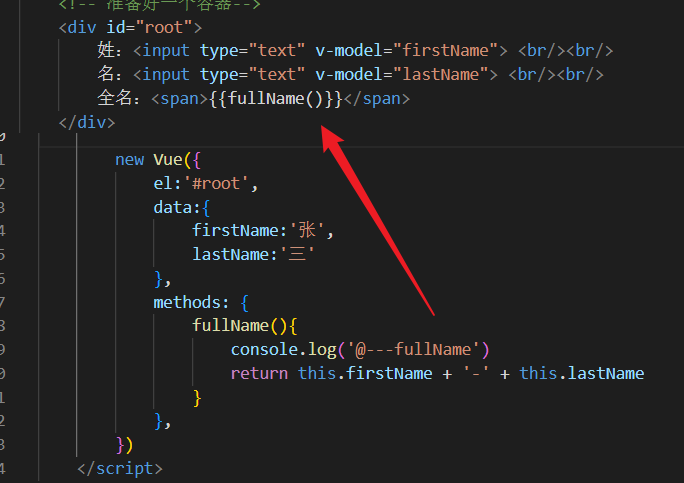 <!-- 准备好一个容器-->
<div id="root">
姓：<input type="text" v-model="firstName"> <br/><br/>
名：<input type="text" v-model="lastName"> <br/><br/>
全名：<span>{{fullName()}}</span>
</div>
0
1 new Vue({
2 el:'#root',
3 data:{
4 firstName:'张',
5 lastName:'三'
6 },
7 methods: {
8 fullName(){
9 console.log('@---fullName')
0 return this.firstName + '-' + this.lastName
1 }
2 },
3 })
4 </script>